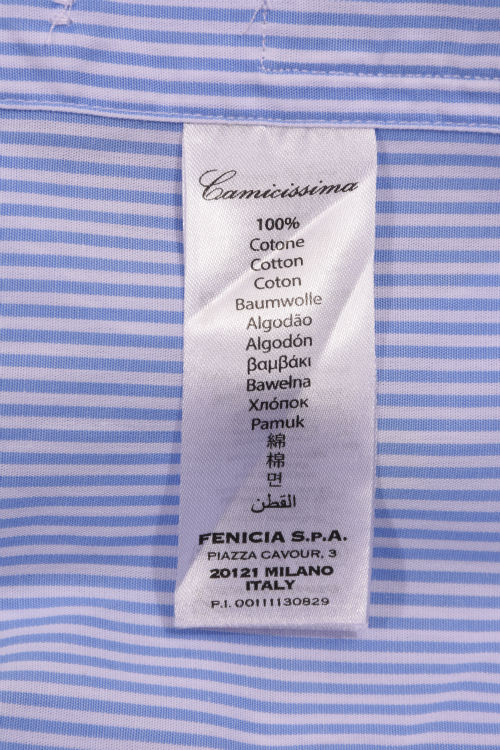 Camicissima
100%
Cotone
Cotton
Coton
Baumwolle
Algodão
Algodón
βαμβάκι
Bawełna
Хлопок
Pamuk
綿
棉
면
القطن
FENICIA S.P.A.
PIAZZA CAVOUR, 3
20121 MILANO
ITALY
P.I. 00111130829